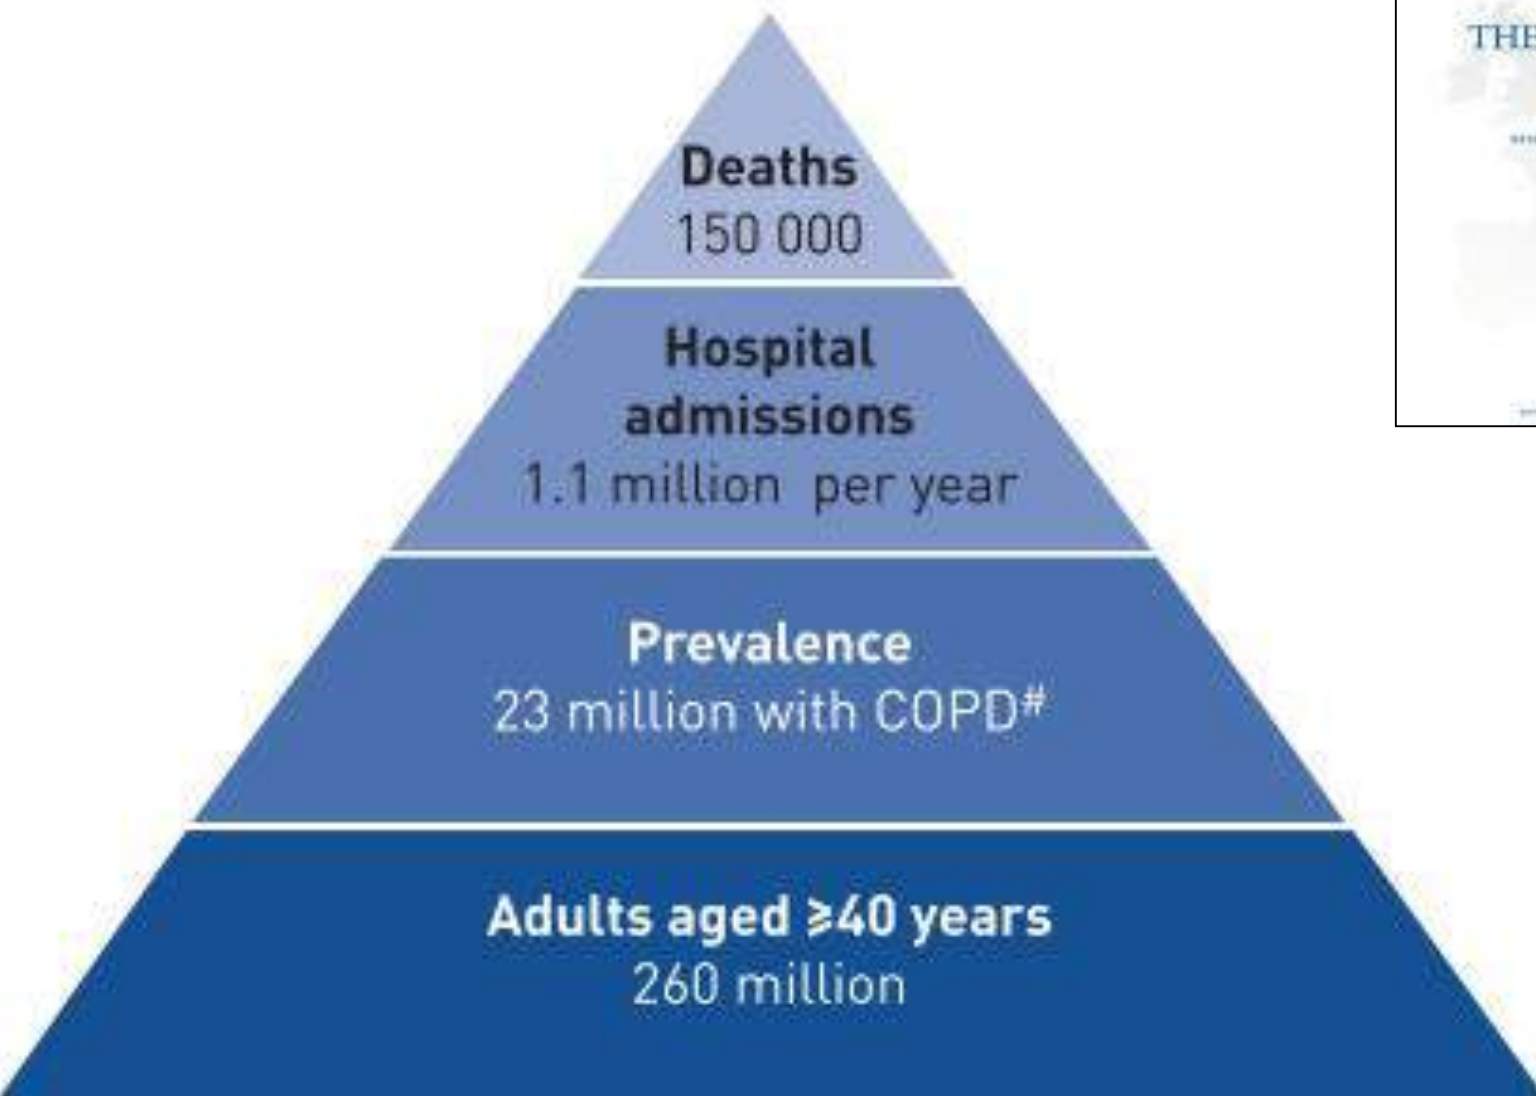 Deaths
150 000
Hospital
admissions
1.1 million per year
Prevalence
23 million with COPD#
Adults aged ≥40 years
260 million
THE